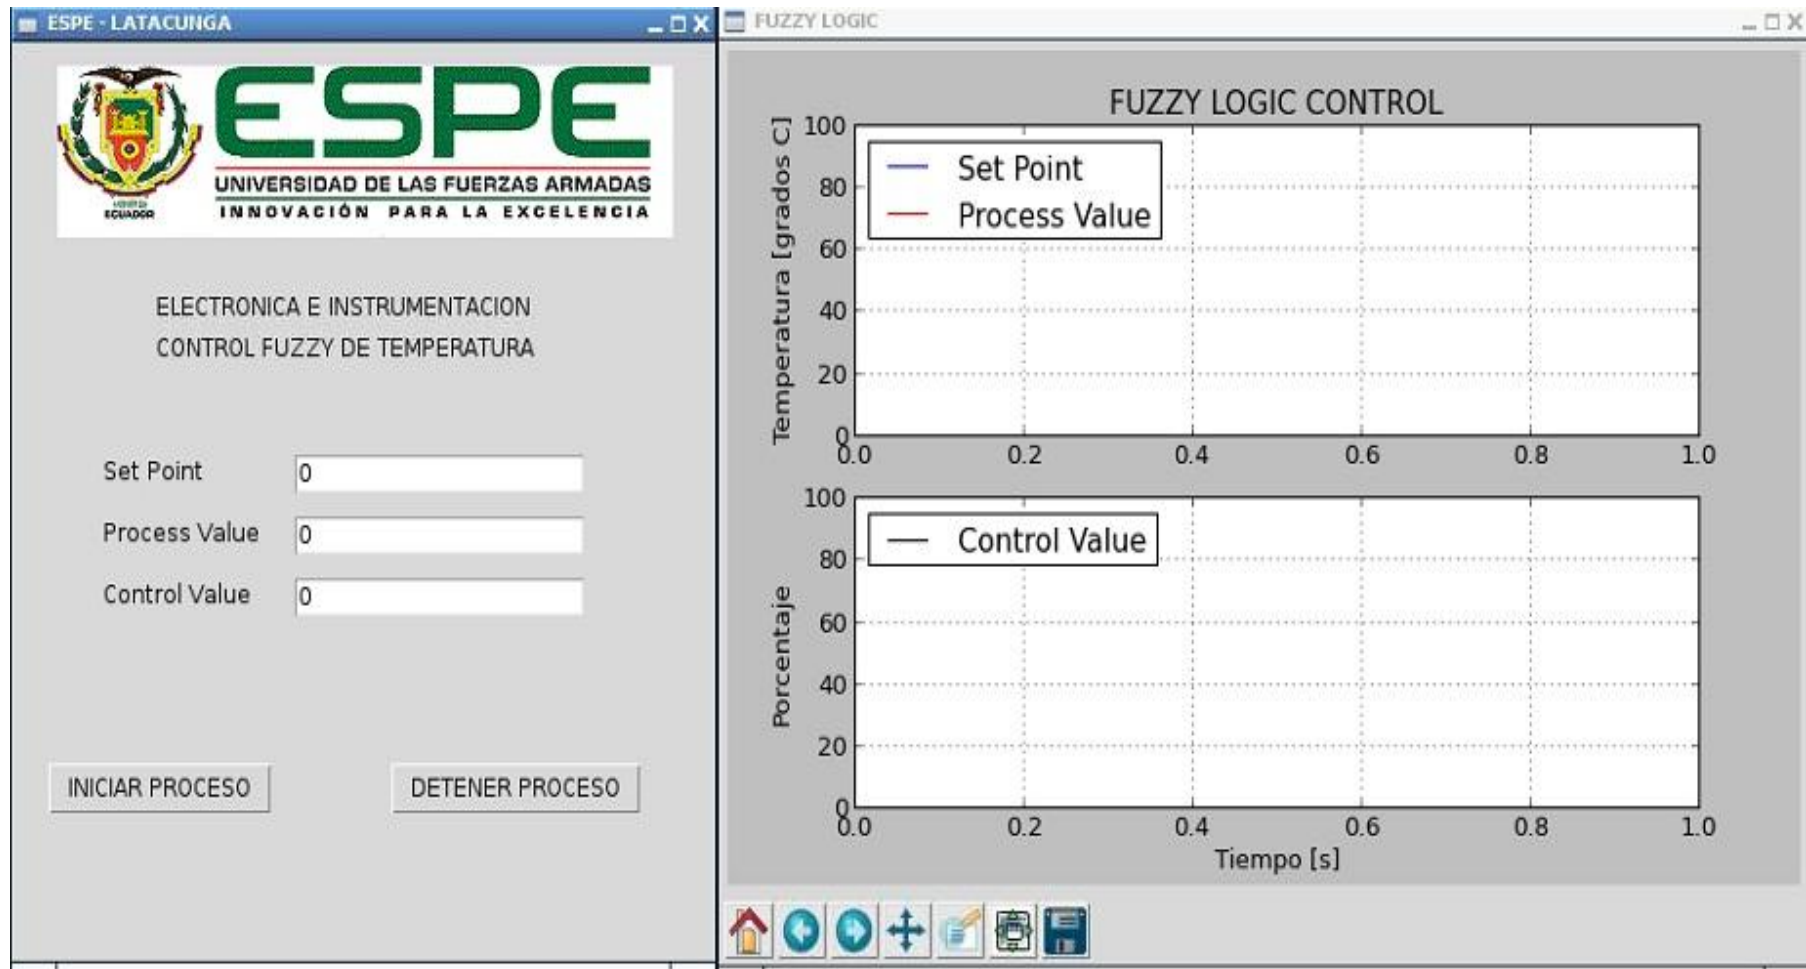 ESPE - LATACUNGA
ESPE
UNIVERSIDAD DE LAS FUERZAS ARMADAS
INNOVACIÓN PARA LA EXCELENCIA
ECUADOR
ELECTRONICA E INSTRUMENTACION
CONTROL FUZZY DE TEMPERATURA
Set Point 0
Process Value 0
Control Value 0
INICIAR PROCESO DETENER PROCESO
FUZZY LOGIC
FUZZY LOGIC CONTROL
Temperatura [grados C]
100
80
60
40
20
0
Set Point
Process Value
0.0 0.2 0.4 0.6 0.8 1.0
Porcentaje
100
80
60
40
20
0
Control Value
0.0 0.2 0.4 0.6 0.8 1.0
Tiempo [s]